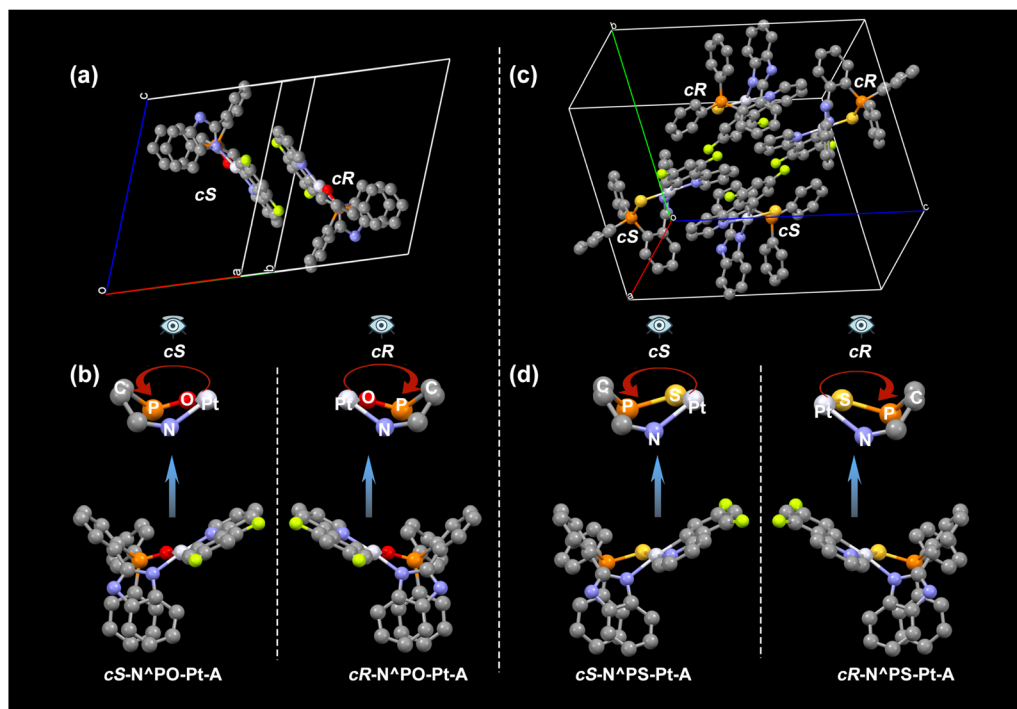 (a)
c
cS
cR
o
a
b
(c)
b
cR
cR
cS
cS
o
c
a
(b)
cS
C
P
O
Pt
N
cR
Pt
O
P
C
N
cS-N^PO-Pt-A
cR-N^PO-Pt-A
(d)
cS
C
P
S
Pt
N
cR
Pt
S
P
C
N
cS-N^PS-Pt-A
cR-N^PS-Pt-A